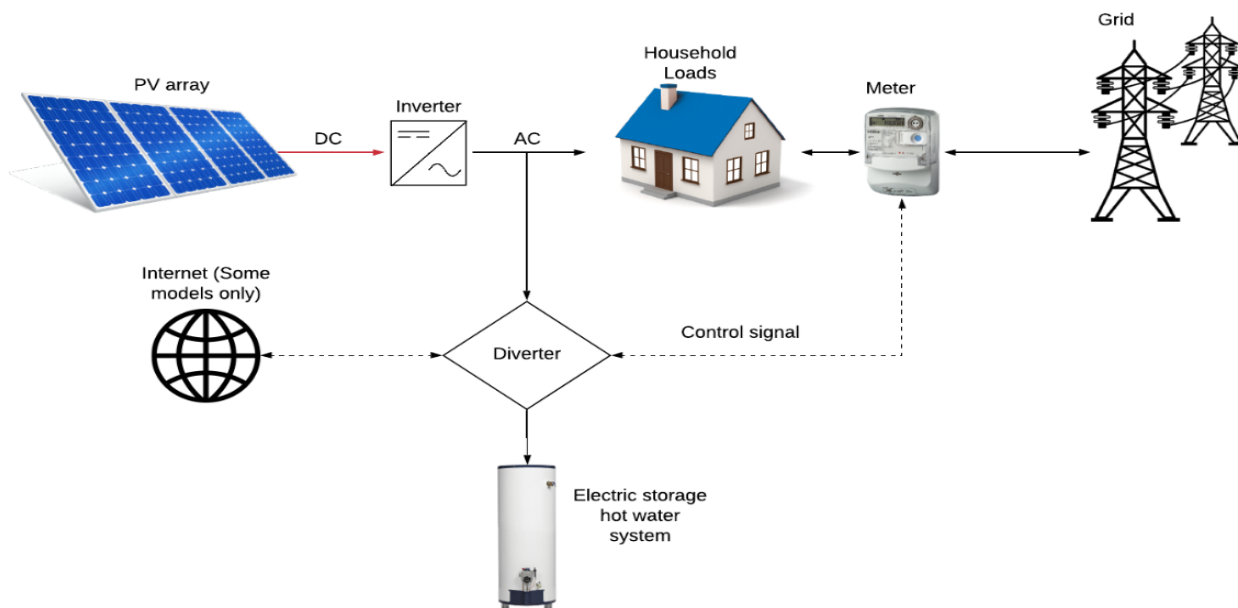 Grid
Household
Loads
PV array
Meter
Inverter
DC
AC
Internet (Some
models only)
Control signal
Diverter
Electric storage
hot water
system